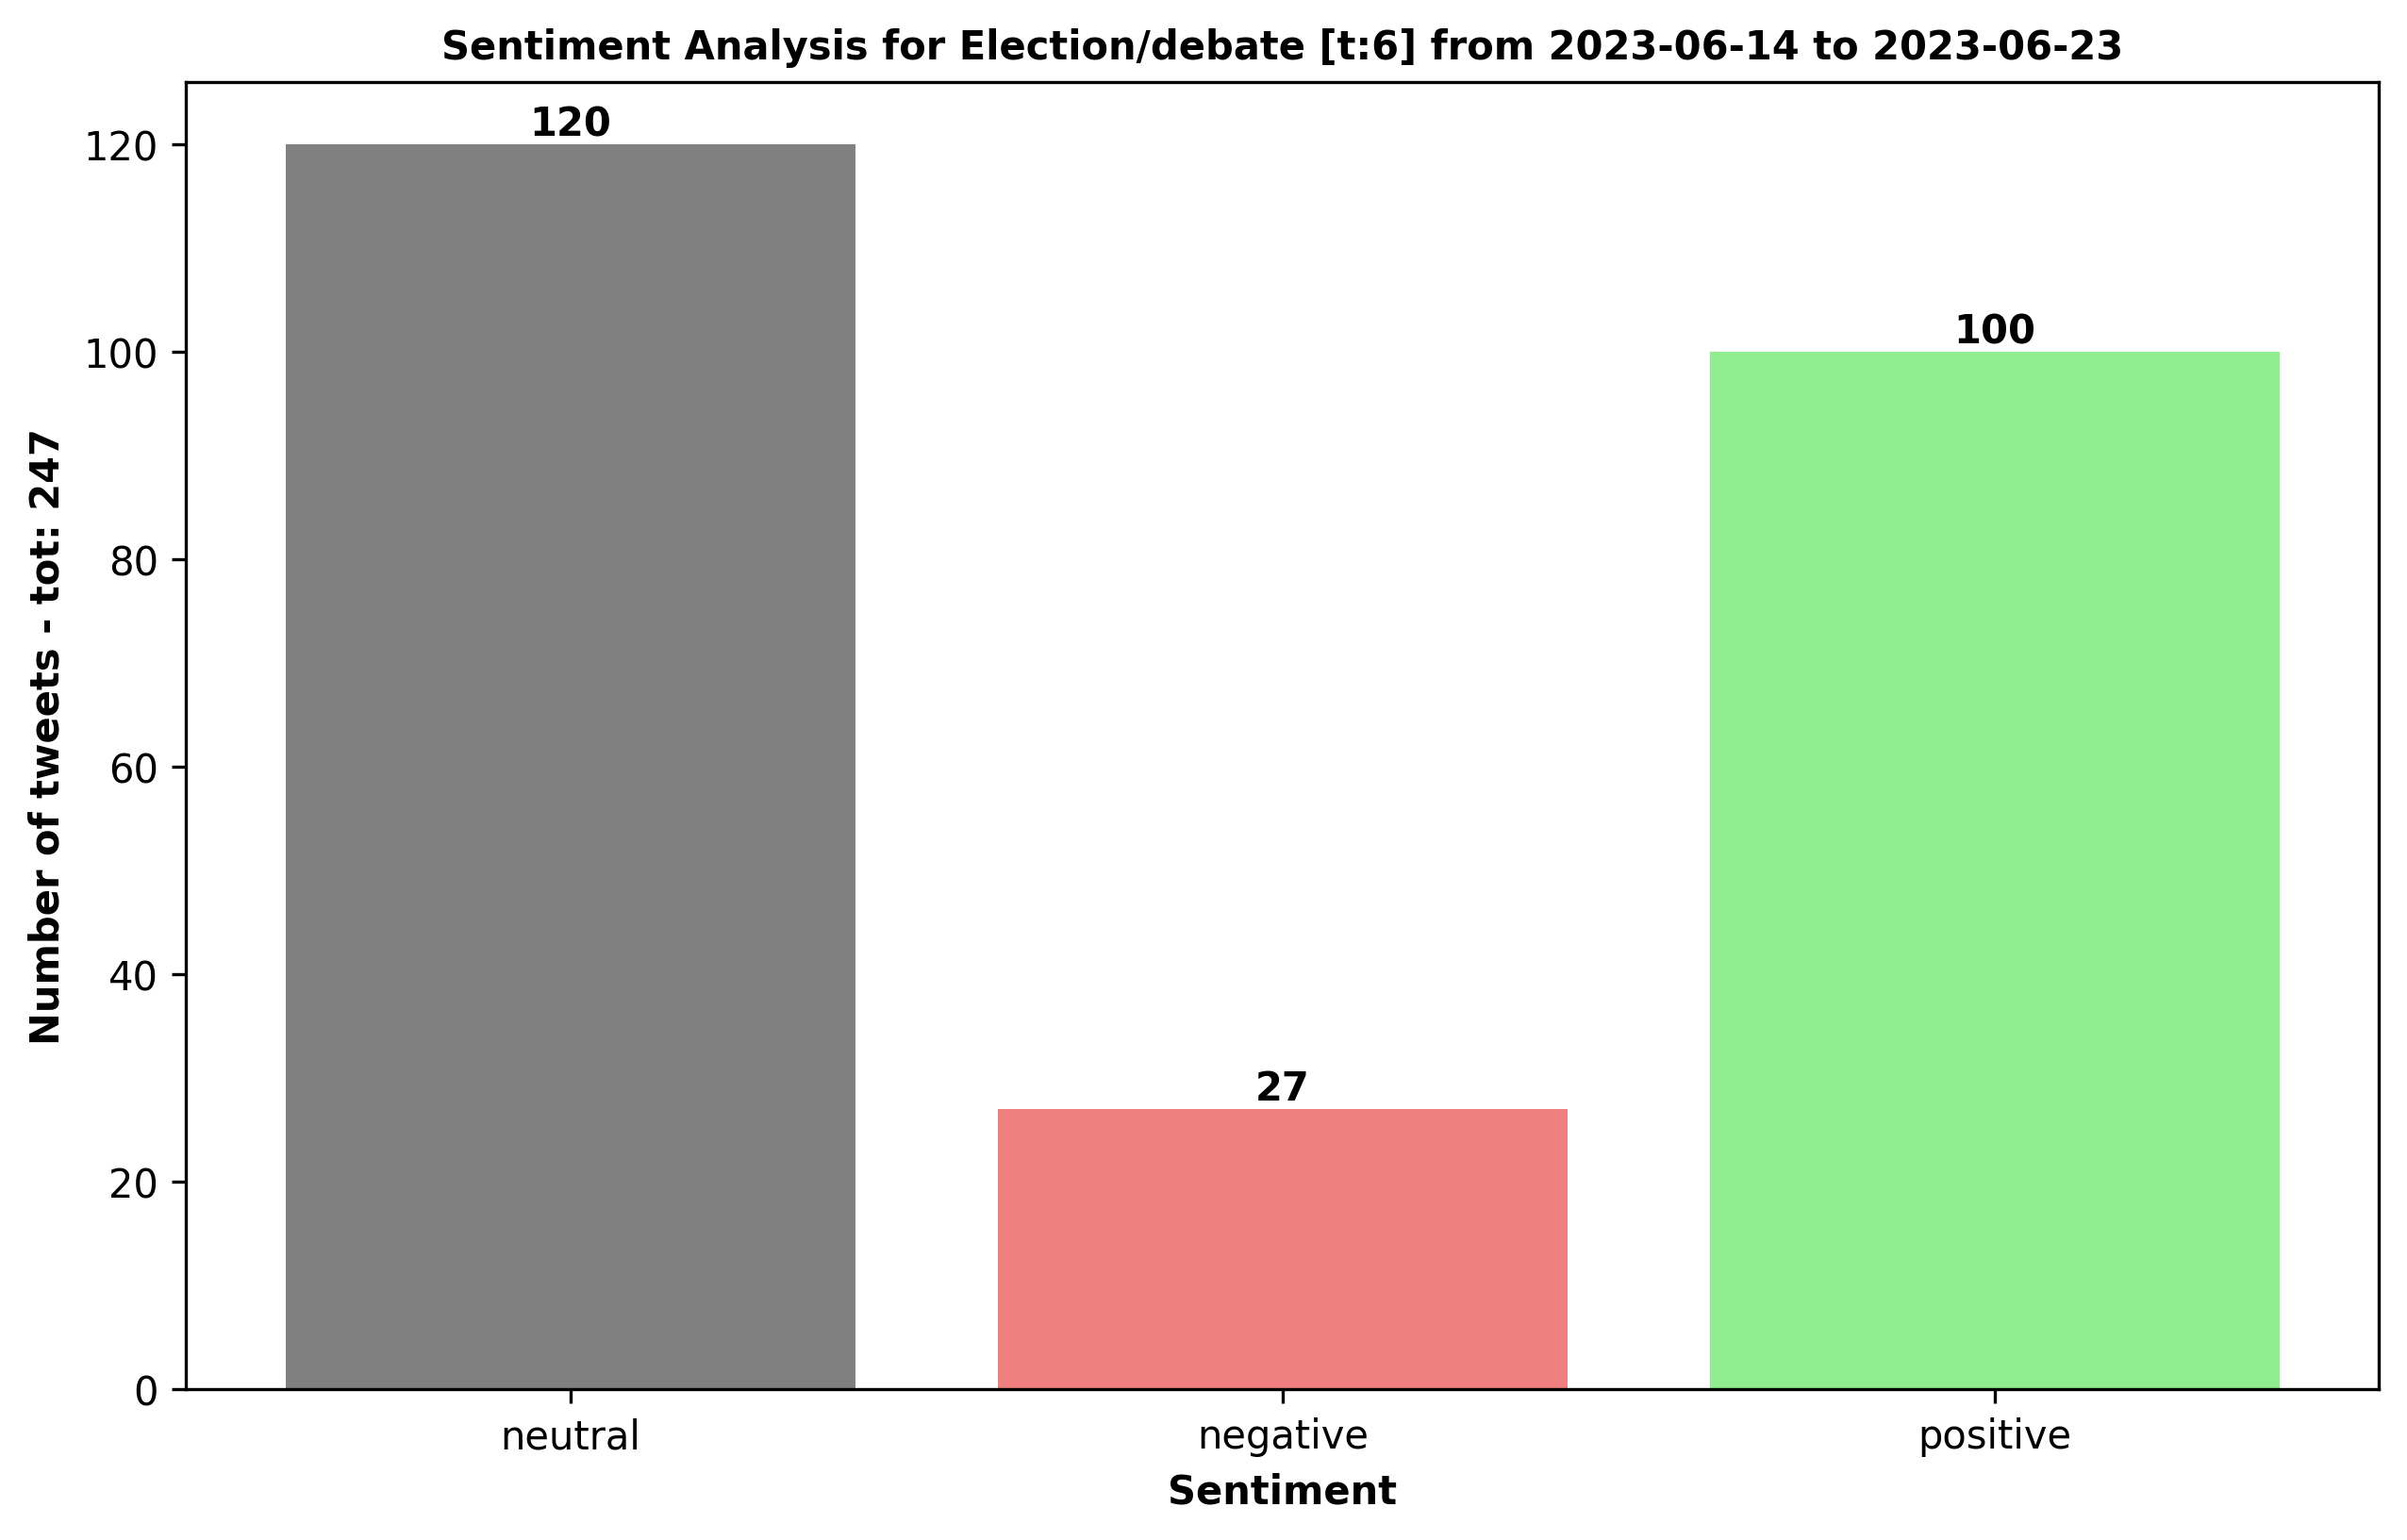 Sentiment Analysis for Election/debate [t:6] from 2023-06-14 to 2023-06-23
Number of tweets - tot: 247
120
100
80
60
40
20
0
120
27
100
neutral
negative
positive
Sentiment